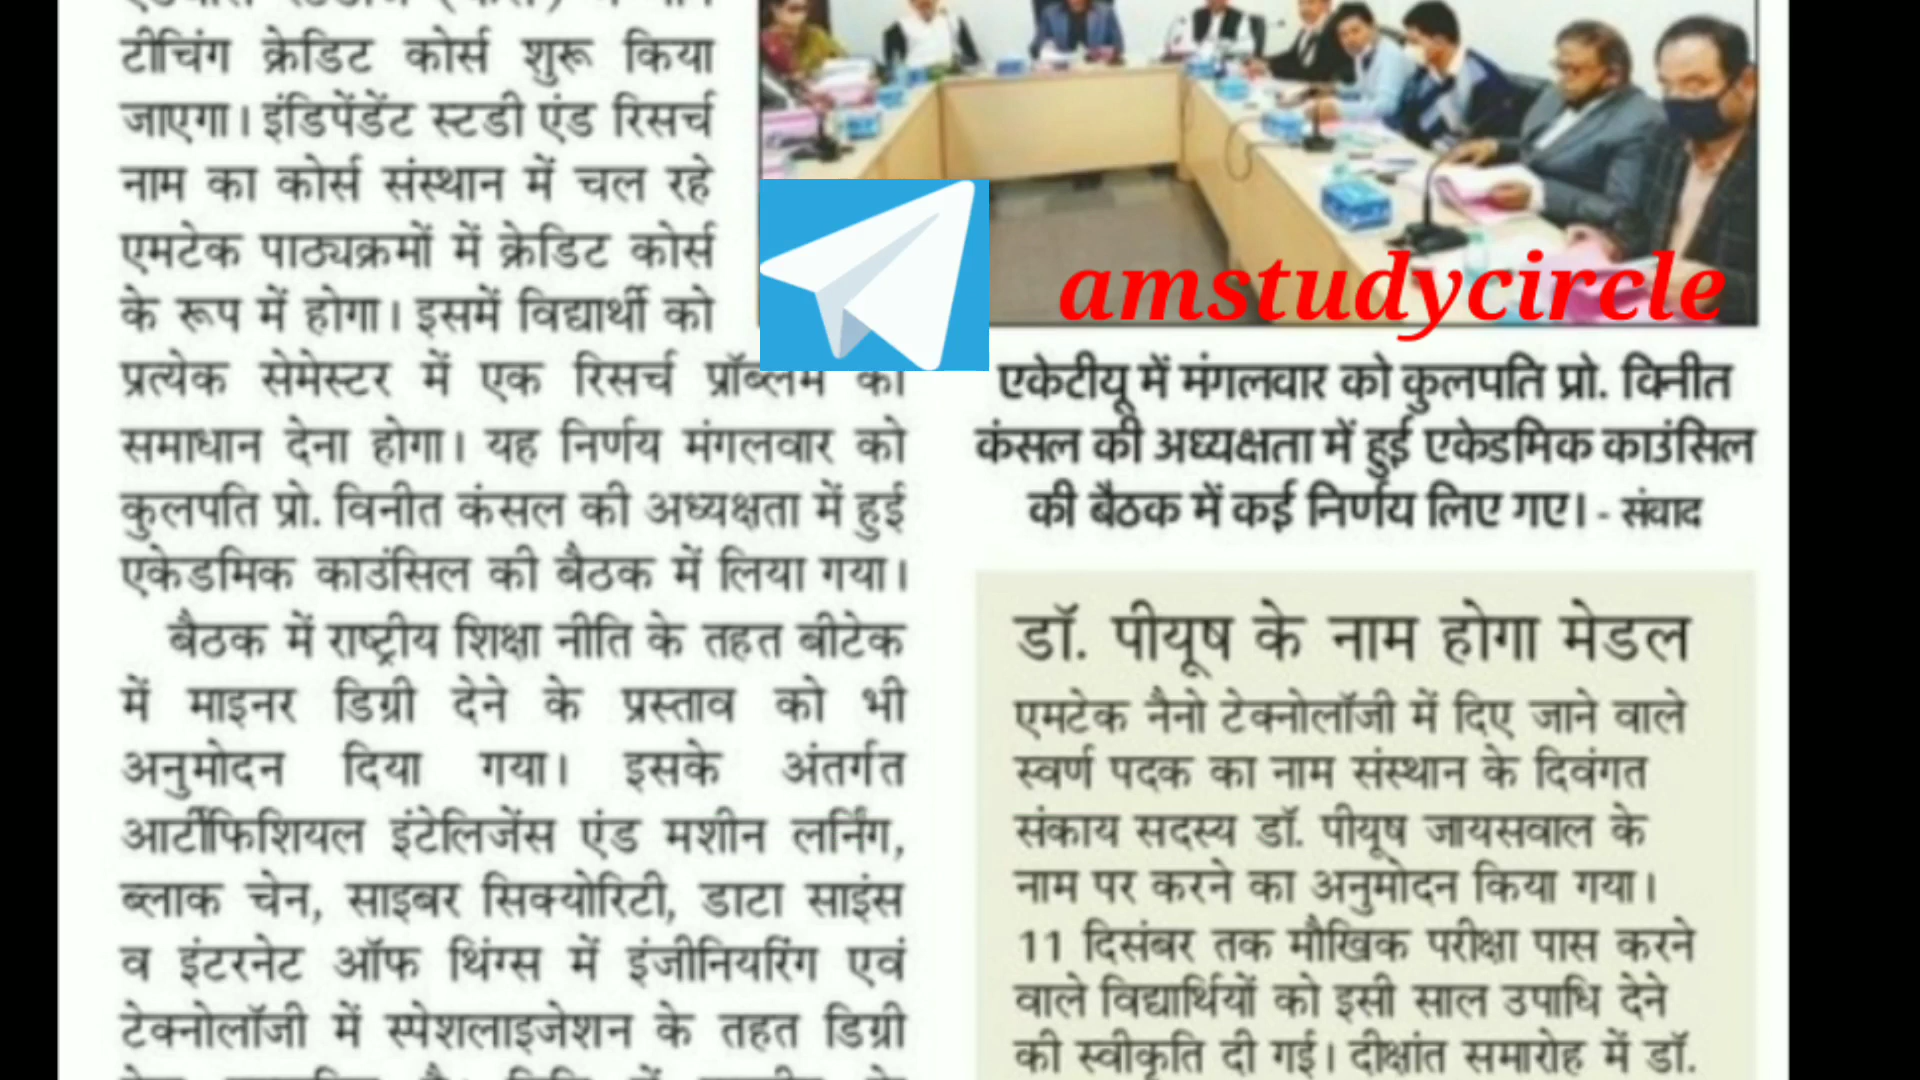 टीचिंग क्रेडिट कोर्स शुरू किया
जाएगा। इंडिपेंडेंट स्टडी एंड रिसर्च
नाम का कोर्स संस्थान में चल रहे
एमटेक पाठ्यक्रमों में क्रेडिट कोर्स
के रूप में होगा। इसमें विद्यार्थी को
प्रत्येक सेमेस्टर में एक रिसर्च प्रॉब्लम का
समाधान देना होगा। यह निर्णय मंगलवार को
कुलपति प्रो. विनीत कंसल की अध्यक्षता में हुई
एकेडमिक काउंसिल की बैठक में लिया गया।
बैठक में राष्ट्रीय शिक्षा नीति के तहत बीटेक
में माइनर डिग्री देने के प्रस्ताव को भी
अनुमोदन दिया गया। इसके अंतर्गत
आर्टीफिशियल इंटेलिजेंस एंड मशीन लर्निंग,
ब्लाक चेन, साइबर सिक्योरिटी, डाटा साइंस
व इंटरनेट ऑफ थिंग्स में इंजीनियरिंग एवं
टेक्नोलॉजी में स्पेशलाइजेशन के तहत डिग्री
amstudycircle
एकेटीयू में मंगलवार को कुलपति प्रो. विनीत
कंसल की अध्यक्षता में हुई एकेडमिक काउंसिल
की बैठक में कई निर्णय लिए गए। - संवाद
डॉ. पीयूष के नाम होगा मेडल
एमटेक नैनो टेक्नोलॉजी में दिए जाने वाले
स्वर्ण पदक का नाम संस्थान के दिवंगत
संकाय सदस्य डॉ. पीयूष जायसवाल के
नाम पर करने का अनुमोदन किया गया।
11 दिसंबर तक मौखिक परीक्षा पास करने
वाले विद्यार्थियों को इसी साल उपाधि देने
की स्वीकृति दी गई। दीक्षांत समारोह में डॉ.